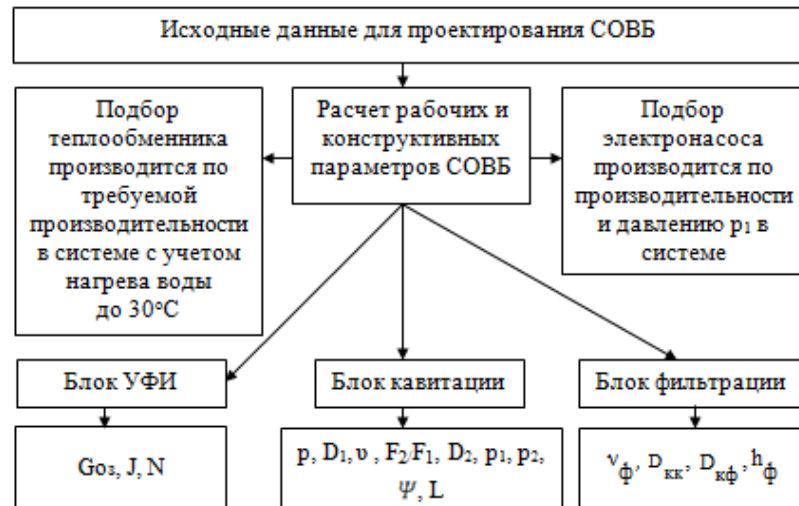 Исходные данные для проектирования СОВБ
Подбор
теплообменника
производится по
требуемой
производительности
в системе с учетом
нагрева воды
до 30°С
Расчет рабочих и
конструктивных
параметров СОВБ
Подбор
электронасоса
производится по
производительности
и давлению p₁ в
системе
Блок УФИ
Блок кавитации
Блок фильтрации
Gоз, J, N
p, D₁, υ , F₂/F₁, D₂, p₁, p₂,
Ψ, L
νф, Dкк, Dкф, hф